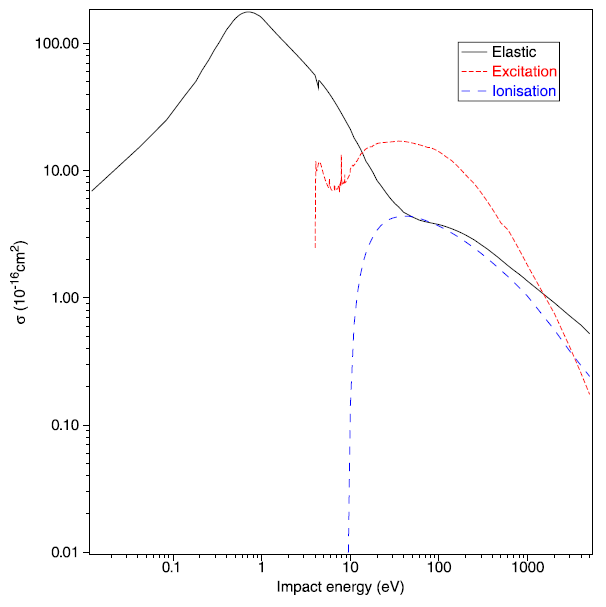 100.00
10.00
1.00
0.10
0.01
σ (10⁻¹⁶cm²)
Elastic
Excitation
Ionisation
0.1 1 10 100 1000
Impact energy (eV)